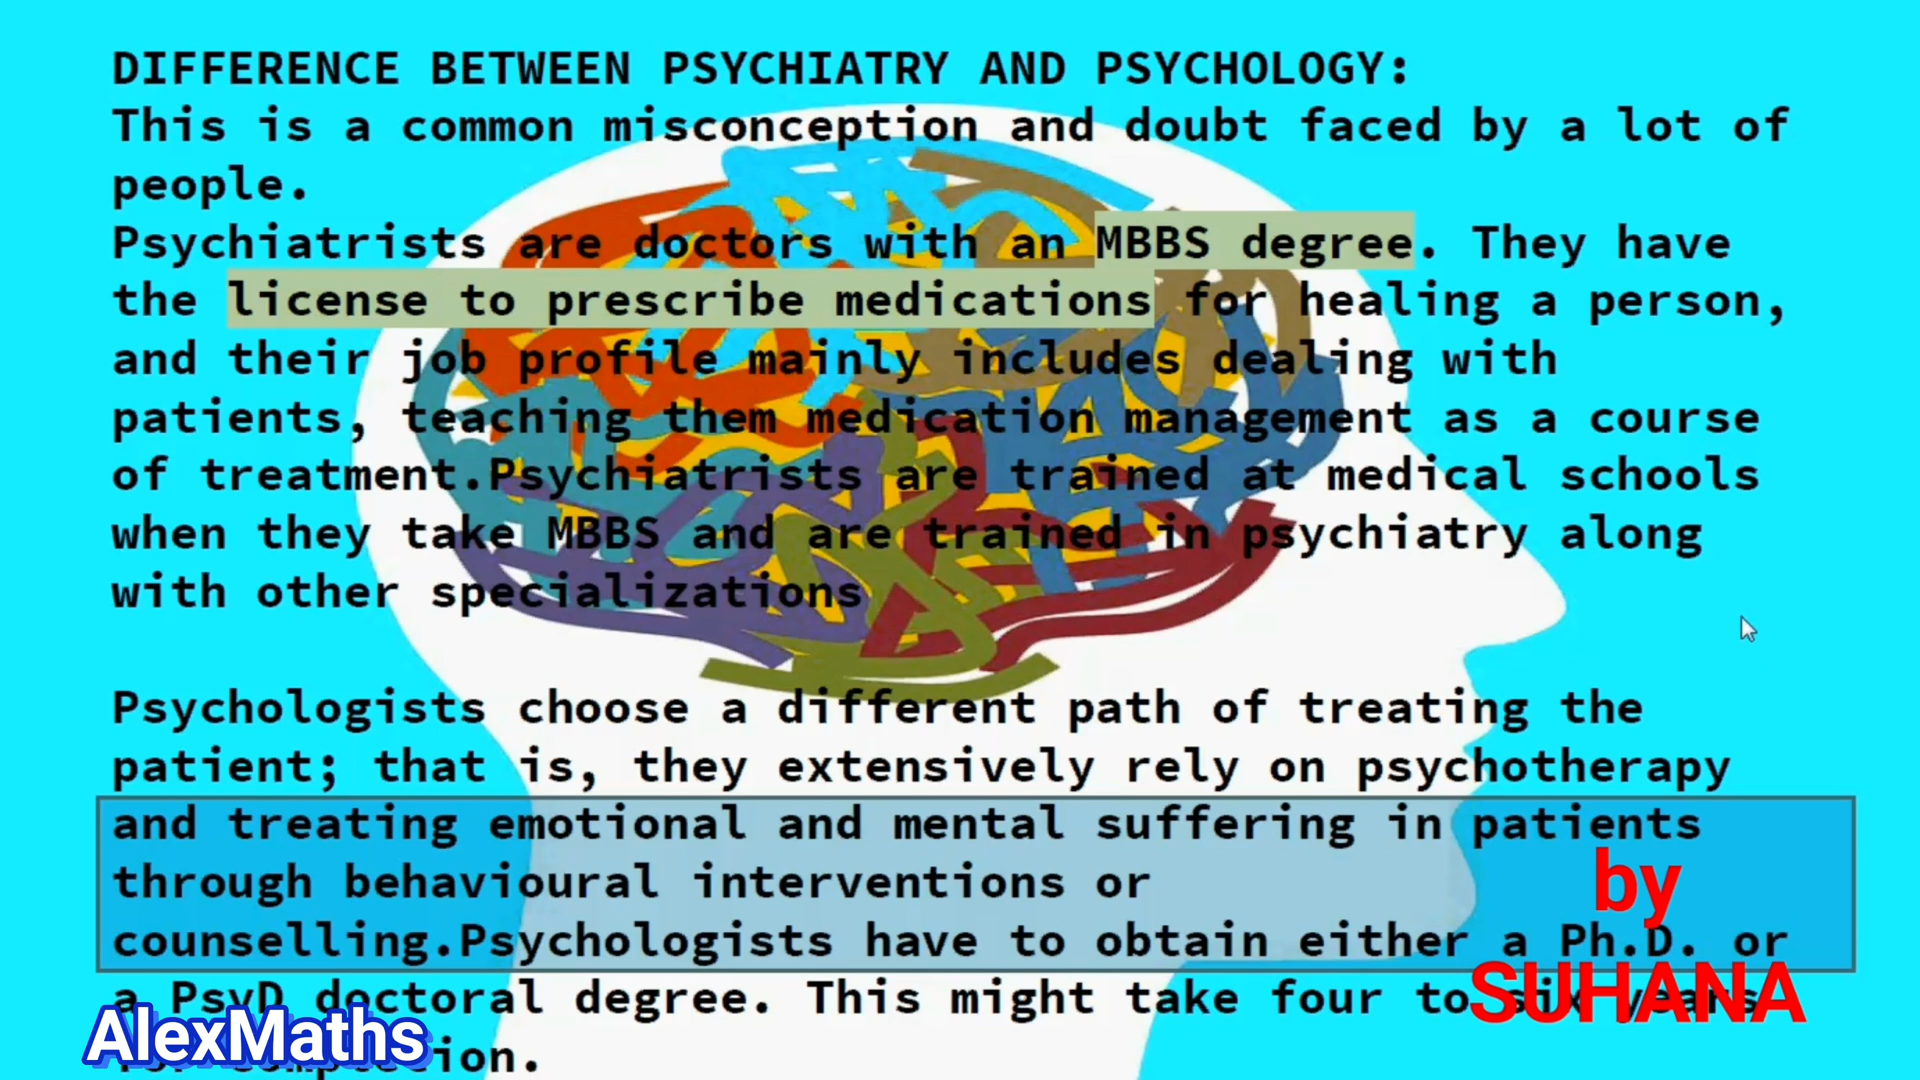 DIFFERENCE BETWEEN PSYCHIATRY AND PSYCHOLOGY:
This is a common misconception and doubt faced by a lot of
people.
Psychiatrists are doctors with an MBBS degree. They have
the license to prescribe medications for healing a person,
and their job profile mainly includes dealing with
patients, teaching them medication management as a course
of treatment.Psychiatrists are trained at medical schools
when they take MBBS and are trained in psychiatry along
with other specializations
Psychologists choose a different path of treating the
patient; that is, they extensively rely on psychotherapy
and treating emotional and mental suffering in patients
through behavioural interventions or
counselling.Psychologists have to obtain either a Ph.D. or
a PsyD doctoral degree. This might take four to six years
for completion.
by
SUHANA
AlexMaths